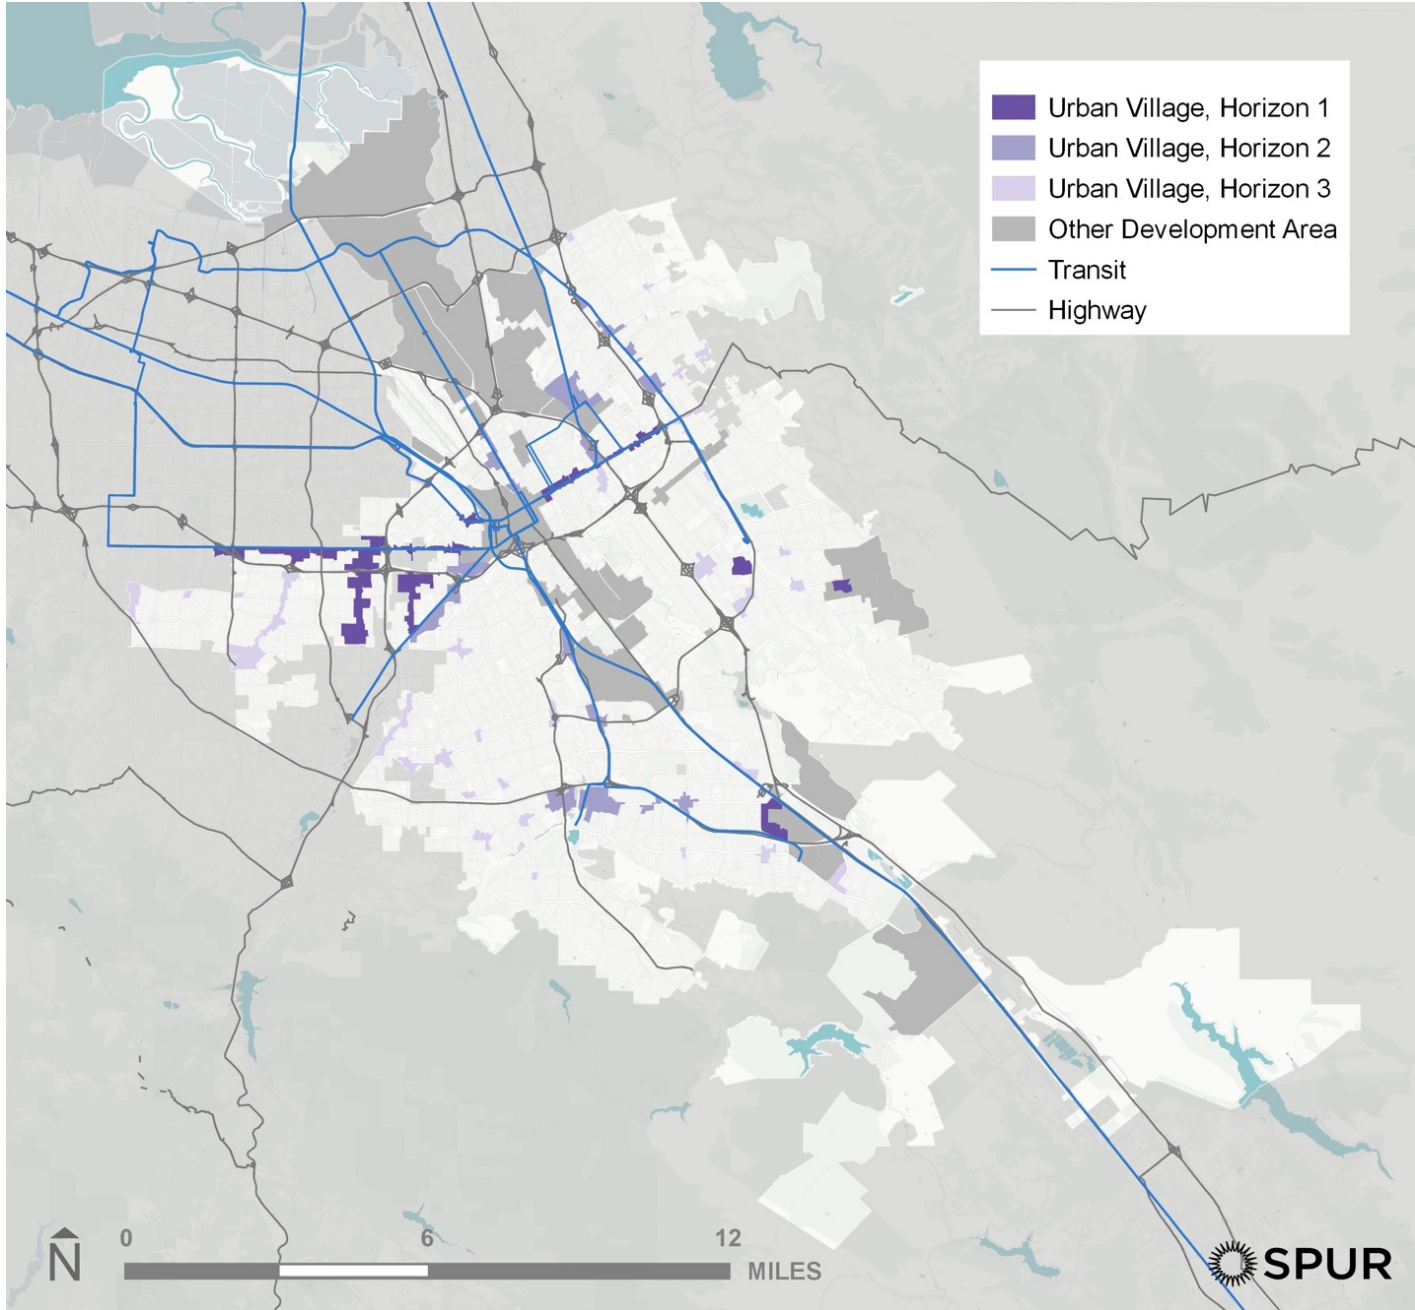 Urban Village, Horizon 1
Urban Village, Horizon 2
Urban Village, Horizon 3
Other Development Area
Transit
Highway
N
0 6 12
MILES
SPUR